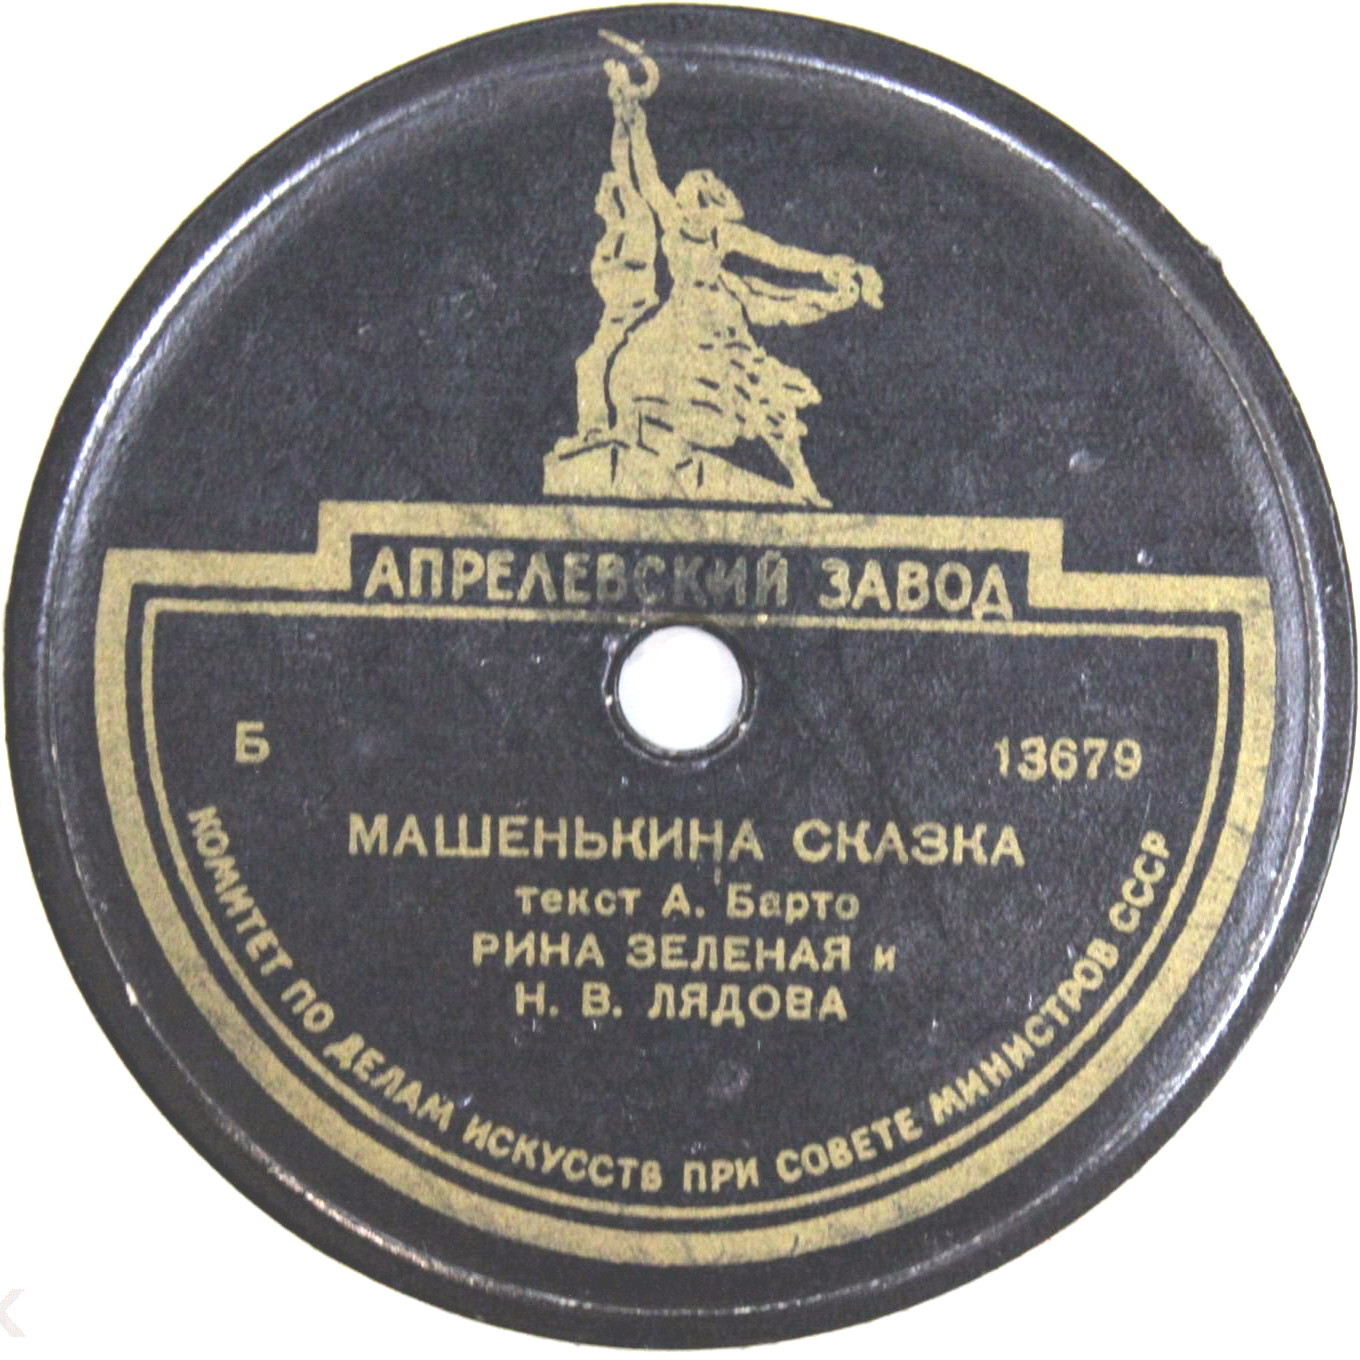 АПРЕЛЕВСКИЙ ЗАВОД
Б 13679
МАШЕНЬКИНА СКАЗКА
текст А. Барто
РИНА ЗЕЛЕНАЯ и
Н. В. ЛЯДОВА
КОМИТЕТ ПО ДЕЛАМ ИСКУССТВ ПРИ СОВЕТЕ МИНИСТРОВ СССР